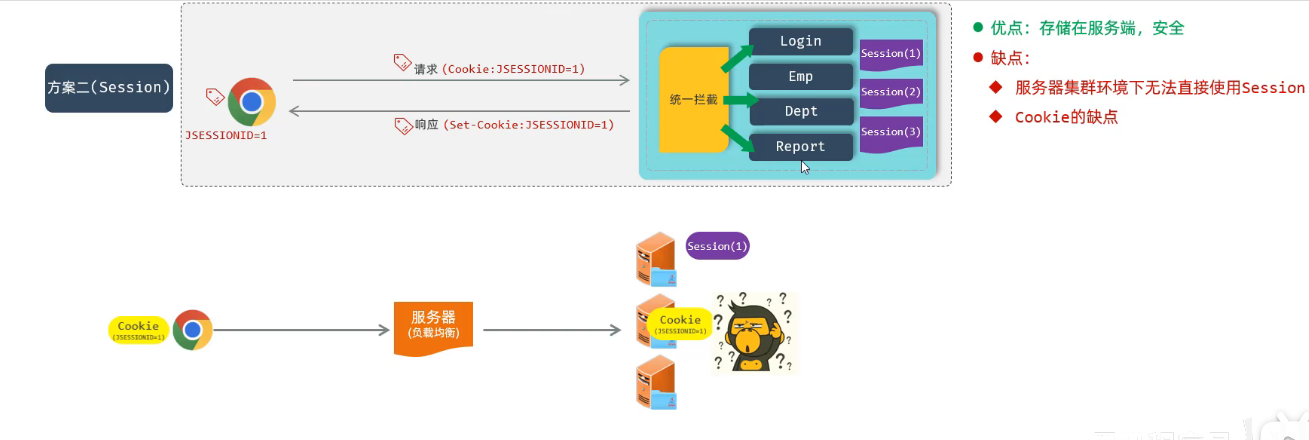 方案二(Session)
JSESSIONID=1
请求 (Cookie:JSESSIONID=1)
响应 (Set-Cookie:JSESSIONID=1)
统一拦截
Login
Emp
Dept
Report
Session(1)
Session(2)
Session(3)
优点：存储在服务端，安全
缺点：
服务器集群环境下无法直接使用Session
Cookie的缺点
Cookie
(JSESSIONID=1)
服务器
(负载均衡)
Session(1)
Cookie
(JSESSIONID=1)
? ? ? ?
? ?
? ?
? ? ? ?